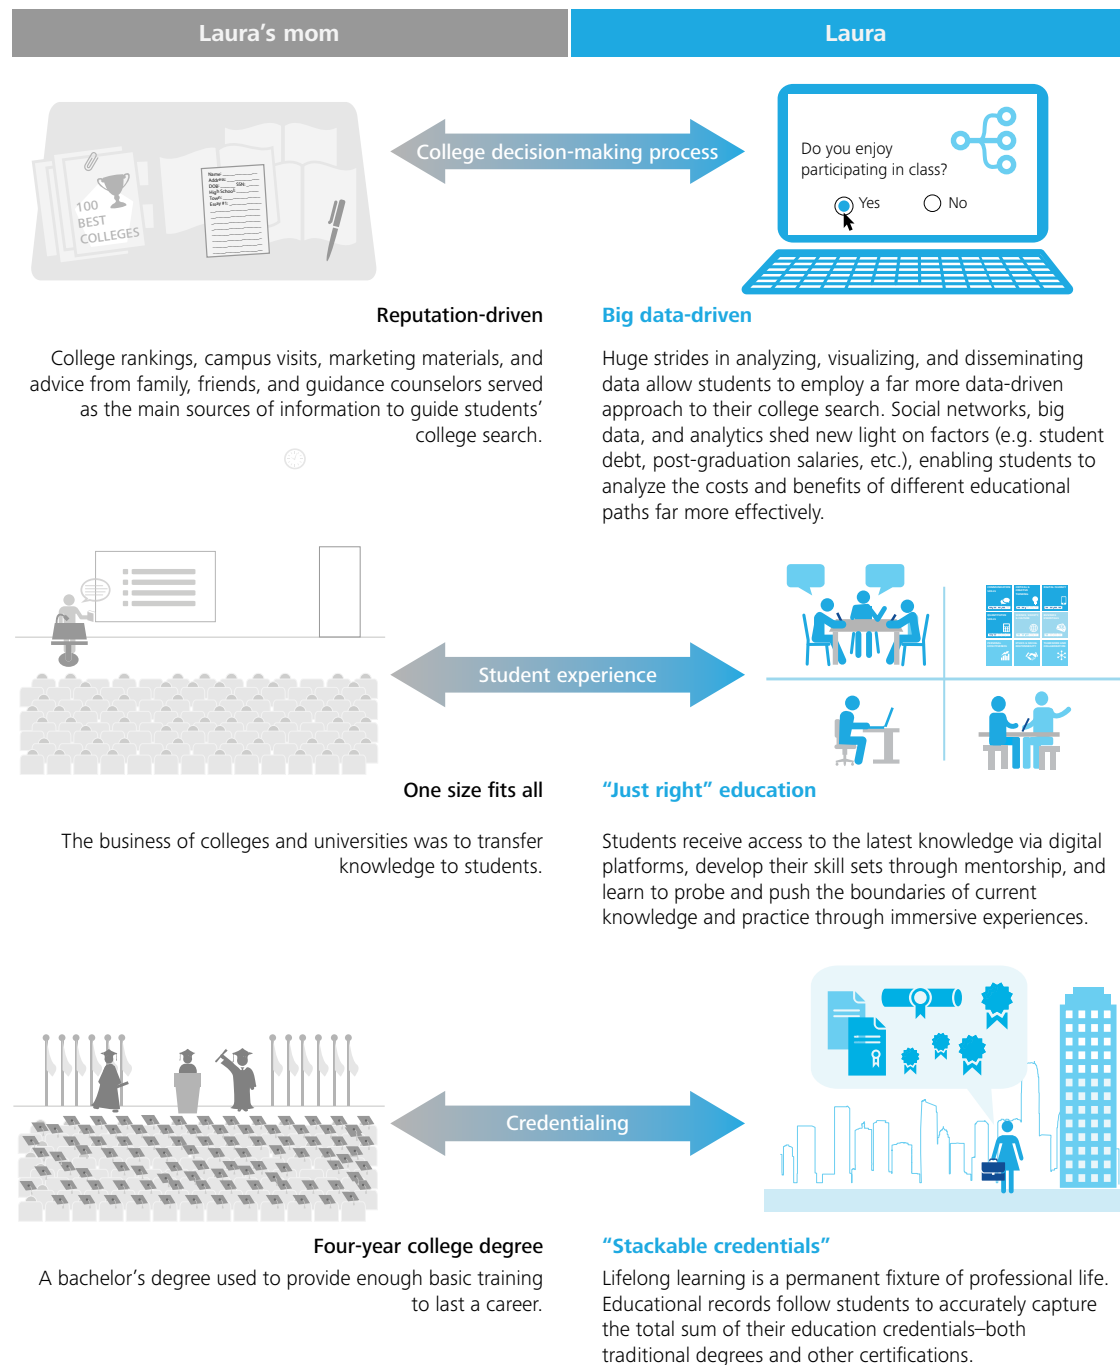 Laura’s mom
Laura
100
BEST
COLLEGES
Name:
Address:
DOB: SSN:
High School:
Town:
Essay #1:
College decision-making process
Do you enjoy
participating in class?
Yes
No
Reputation-driven
College rankings, campus visits, marketing materials, and
advice from family, friends, and guidance counselors served
as the main sources of information to guide students’
college search.
Big data-driven
Huge strides in analyzing, visualizing, and disseminating
data allow students to employ a far more data-driven
approach to their college search. Social networks, big
data, and analytics shed new light on factors (e.g. student
debt, post-graduation salaries, etc.), enabling students to
analyze the costs and benefits of different educational
paths far more effectively.
Student experience
One size fits all
The business of colleges and universities was to transfer
knowledge to students.
“Just right” education
Students receive access to the latest knowledge via digital
platforms, develop their skill sets through mentorship, and
learn to probe and push the boundaries of current
knowledge and practice through immersive experiences.
Credentialing
Four-year college degree
A bachelor’s degree used to provide enough basic training
to last a career.
“Stackable credentials”
Lifelong learning is a permanent fixture of professional life.
Educational records follow students to accurately capture
the total sum of their education credentials–both
traditional degrees and other certifications.